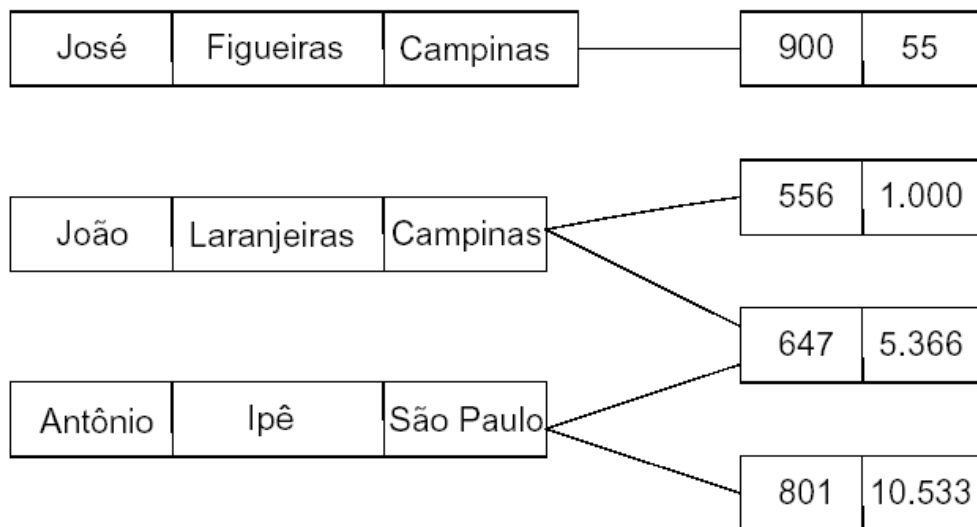 José Figueiras Campinas 900 55
556 1.000
João Laranjeiras Campinas
647 5.366
Antônio Ipê São Paulo
801 10.533